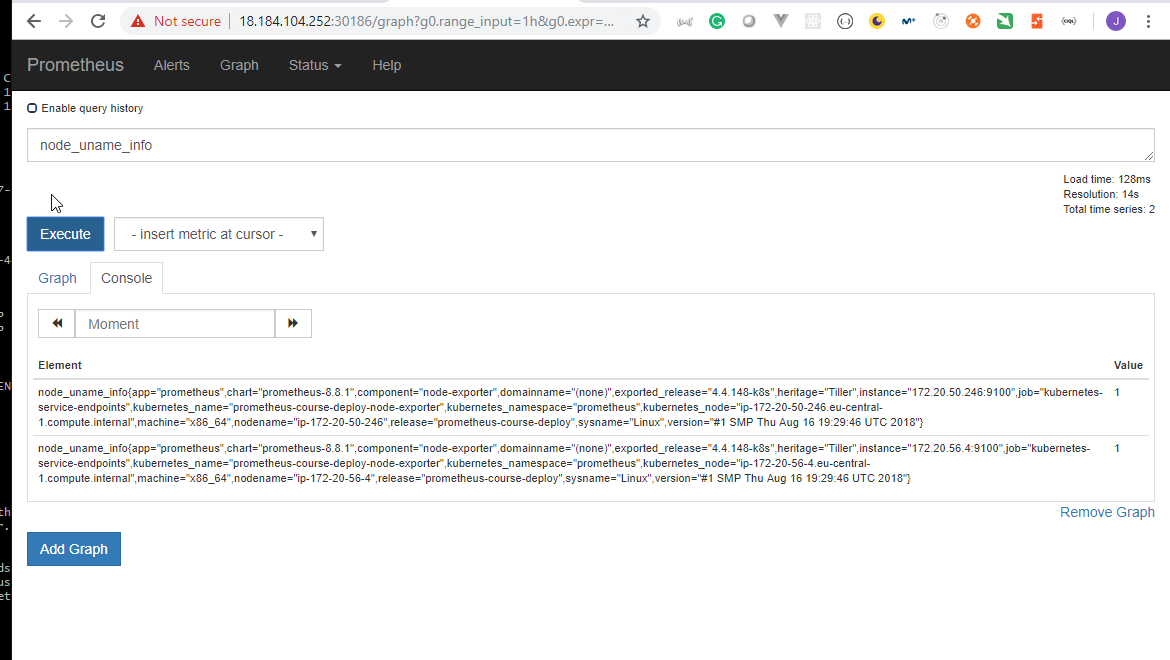 Not secure
18.184.104.252:30186/graph?g0.range_input=1h&g0.expr=...
J
Prometheus
Alerts
Graph
Status
Help
Enable query history
node_uname_info
Load time: 128ms
Resolution: 14s
Total time series: 2
Execute
- insert metric at cursor -
Graph
Console
Moment
Element
Value
node_uname_info{app="prometheus",chart="prometheus-8.8.1",component="node-exporter",domainname="(none)",exported_release="4.4.148-k8s",heritage="Tiller",instance="172.20.50.246:9100",job="kubernetes-
1
service-endpoints",kubernetes_name="prometheus-course-deploy-node-exporter",kubernetes_namespace="prometheus",kubernetes_node="ip-172-20-50-246.eu-central-
1.compute.internal",machine="x86_64",nodename="ip-172-20-50-246",release="prometheus-course-deploy",sysname="Linux",version="#1 SMP Thu Aug 16 19:29:46 UTC 2018"}
node_uname_info{app="prometheus",chart="prometheus-8.8.1",component="node-exporter",domainname="(none)",exported_release="4.4.148-k8s",heritage="Tiller",instance="172.20.56.4:9100",job="kubernetes-
1
service-endpoints",kubernetes_name="prometheus-course-deploy-node-exporter",kubernetes_namespace="prometheus",kubernetes_node="ip-172-20-56-4.eu-central-
1.compute.internal",machine="x86_64",nodename="ip-172-20-56-4",release="prometheus-course-deploy",sysname="Linux",version="#1 SMP Thu Aug 16 19:29:46 UTC 2018"}
Remove Graph
Add Graph